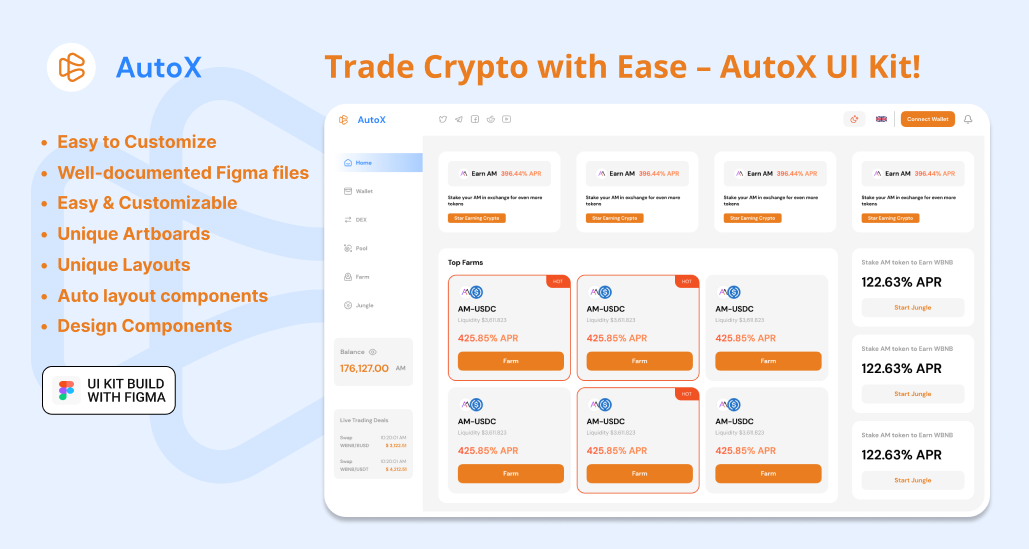 AutoX
Trade Crypto with Ease – AutoX UI Kit!
Easy to Customize
Well-documented Figma files
Easy & Customizable
Unique Artboards
Unique Layouts
Auto layout components
Design Components
UI KIT BUILD
WITH FIGMA
AutoX
Connect Wallet
Home
Wallet
DEX
Pool
Farm
Jungle
Balance
176,127.00 AM
Live Trading Deals
Swap 10:20:01 AM
WBNB/BUSD $ 3,122.51
Swap 10:20:01 AM
WBNB/USDT $ 4,212.51
Earn AM 396.44% APR
Stake your AM in exchange for even more
tokens
Star Earning Crypto
Earn AM 396.44% APR
Stake your AM in exchange for even more
tokens
Star Earning Crypto
Earn AM 396.44% APR
Stake your AM in exchange for even more
tokens
Star Earning Crypto
Earn AM 396.44% APR
Stake your AM in exchange for even more
tokens
Star Earning Crypto
Top Farms
HOT
AM-USDC
Liquidity $3,611,823
425.85% APR
Farm
HOT
AM-USDC
Liquidity $3,611,823
425.85% APR
Farm
AM-USDC
Liquidity $3,611,823
425.85% APR
Farm
AM-USDC
Liquidity $3,611,823
425.85% APR
Farm
HOT
AM-USDC
Liquidity $3,611,823
425.85% APR
Farm
AM-USDC
Liquidity $3,611,823
425.85% APR
Farm
Stake AM token to Earn WBNB
122.63% APR
Start Jungle
Stake AM token to Earn WBNB
122.63% APR
Start Jungle
Stake AM token to Earn WBNB
122.63% APR
Start Jungle